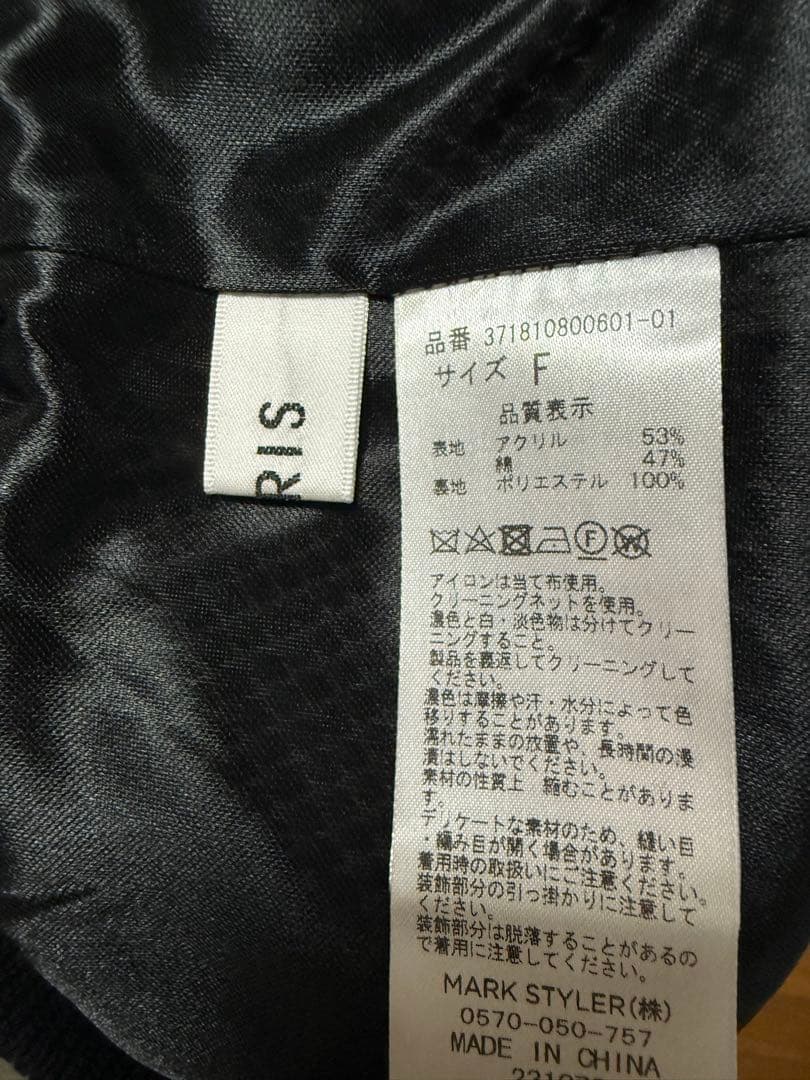 RIS
品番 371810800601-01
サイズ F
品質表示
表地 アクリル 53%
綿 47%
裏地 ポリエステル 100%
F W
アイロンは当て布使用。
クリーニングネットを使用。
濃色と白・淡色物は分けてクリー
ニングすること。
製品を裏返してクリーニングして
ください。
濃色は摩擦や汗・水分によって色
移りすることがあります。
濡れたままの放置や、長時間の浸
漬はしないでください。
素材の性質上 縮むことがありま
す。
デリケートな素材のため、縫い目
・編み目が開く場合があります。
着用時の取扱いにご注意ください。
装飾部分の引っ掛かりに注意して
ください。
装飾部分は脱落することがあるの
で着用に注意してください。
MARK STYLER(株)
0570-050-757
MADE IN CHINA